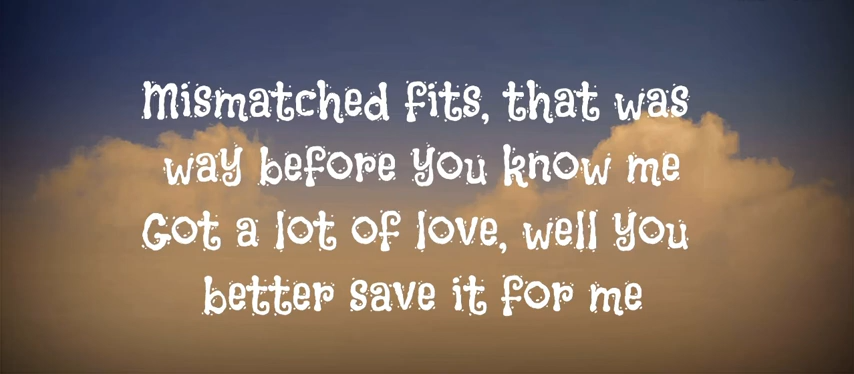 Mismatched fits, that was
way before you know me
Got a lot of love, well you
better save it for me